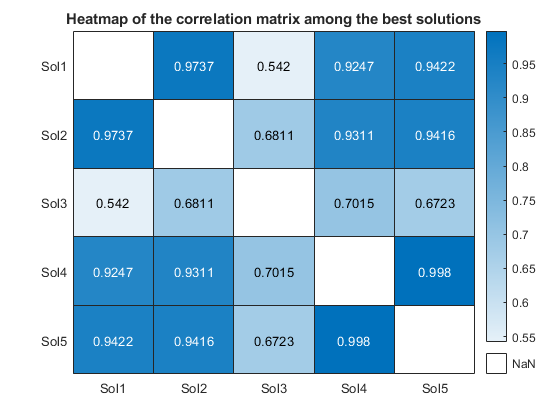 Heatmap of the correlation matrix among the best solutions
Sol1 0.9737 0.542 0.9247 0.9422
Sol2 0.9737 0.6811 0.9311 0.9416
Sol3 0.542 0.6811 0.7015 0.6723
Sol4 0.9247 0.9311 0.7015 0.998
Sol5 0.9422 0.9416 0.6723 0.998
Sol1 Sol2 Sol3 Sol4 Sol5
0.95
0.9
0.85
0.8
0.75
0.7
0.65
0.6
0.55
NaN